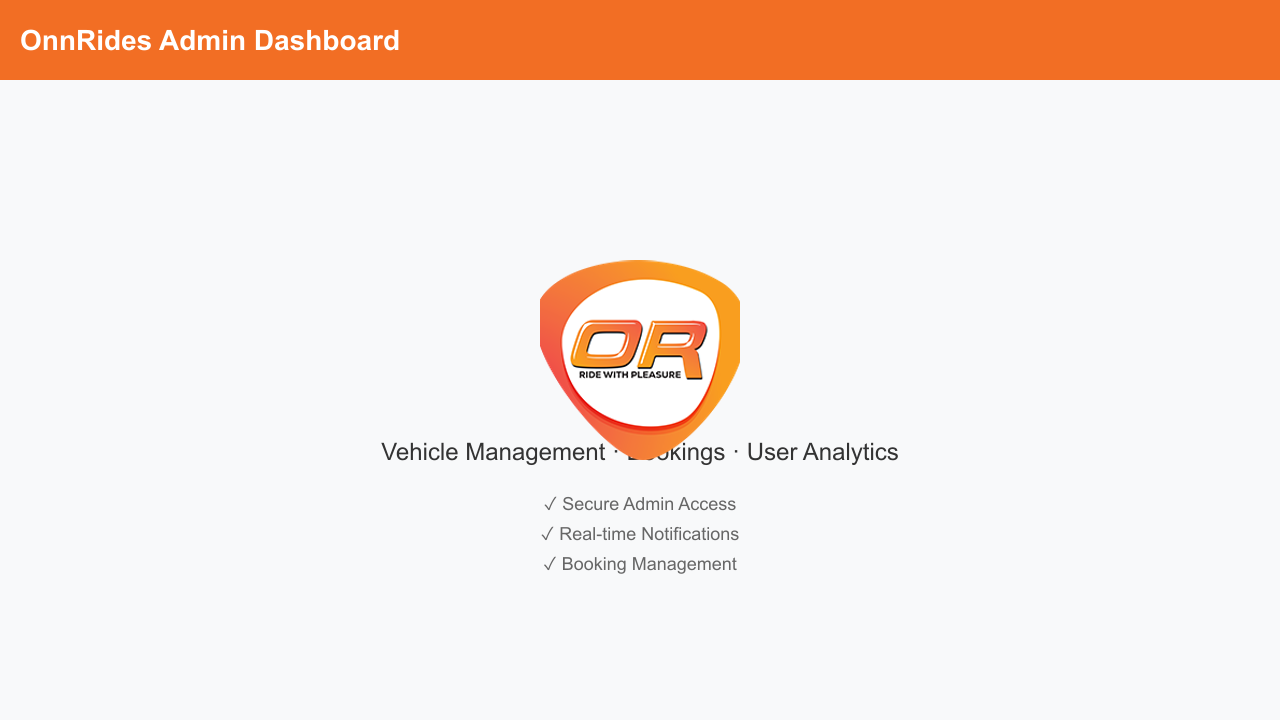 OnnRides Admin Dashboard
OR
RIDE WITH PLEASURE
Vehicle Management · Bookings · User Analytics
✓ Secure Admin Access
✓ Real-time Notifications
✓ Booking Management